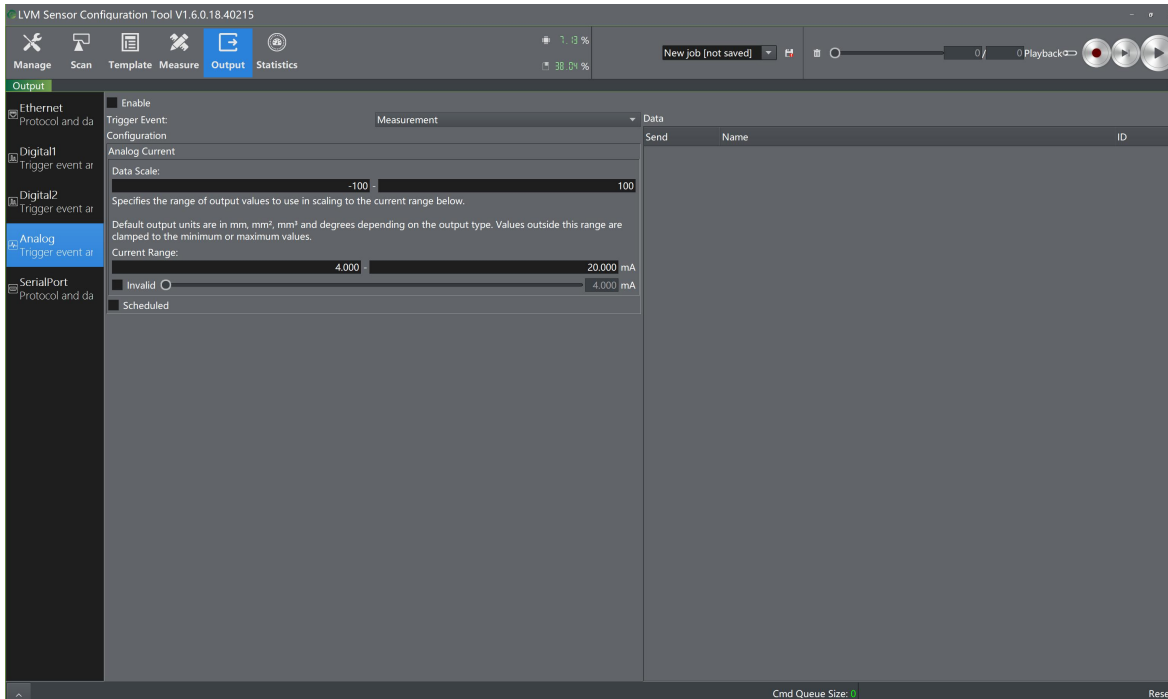 LVM Sensor Configuration Tool V1.6.0.18.40215
Manage Scan Template Measure Output Statistics
7.13 %
38.04 %
New job [not saved]
0/ 0 Playback
Output
Ethernet
Protocol and da
Digital1
Trigger event ar
Digital2
Trigger event ar
Analog
Trigger event ar
SerialPort
Protocol and da
Enable
Trigger Event: Measurement
Configuration
Analog Current
Data Scale:
-100 - 100
Specifies the range of output values to use in scaling to the current range below.
Default output units are in mm, mm², mm³ and degrees depending on the output type. Values outside this range are
clamped to the minimum or maximum values.
Current Range:
4.000 - 20.000 mA
Invalid 4.000 mA
Scheduled
Data
Send Name ID
Cmd Queue Size: 0
Rese